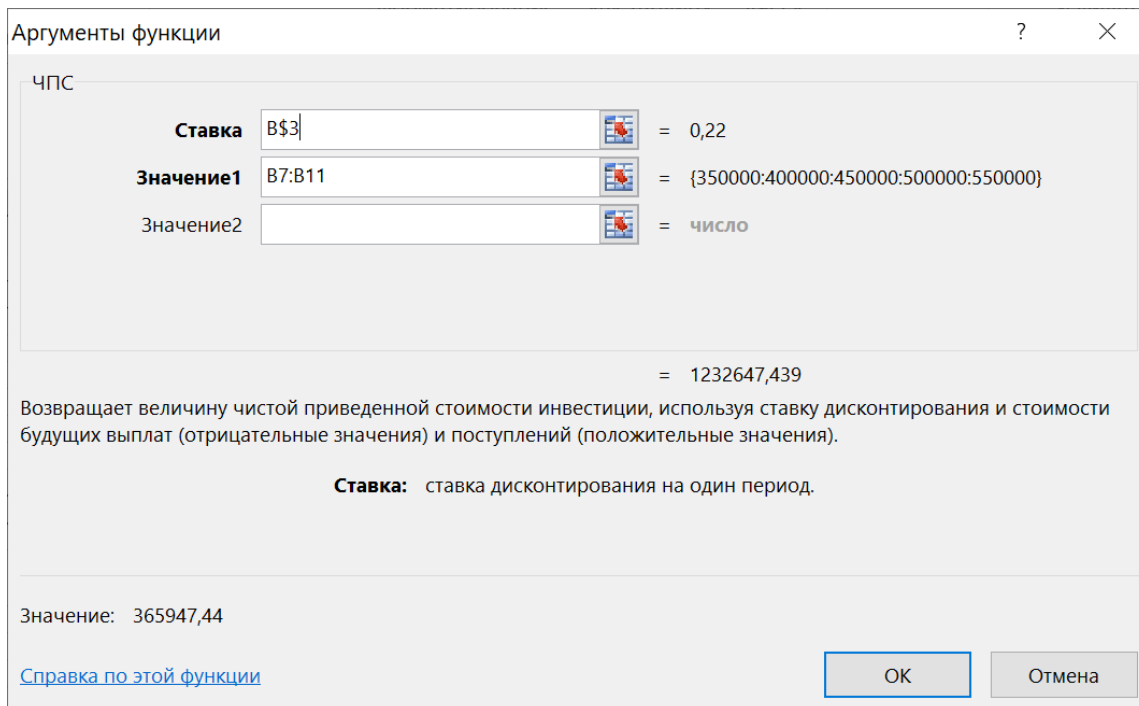 Аргументы функции ? ×
ЧПС
Ставка B$3 = 0,22
Значение1 B7:B11 = {350000:400000:450000:500000:550000}
Значение2 = число
= 1232647,439
Возвращает величину чистой приведенной стоимости инвестиции, используя ставку дисконтирования и стоимости
будущих выплат (отрицательные значения) и поступлений (положительные значения).
Ставка: ставка дисконтирования на один период.
Значение: 365947,44
Справка по этой функции
ОК Отмена